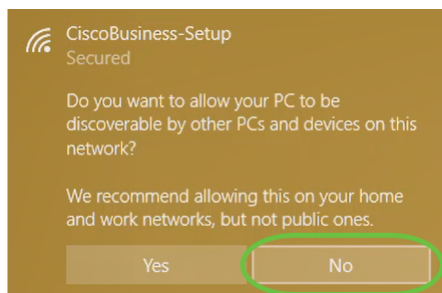 CiscoBusiness-Setup
Secured
Do you want to allow your PC to be
discoverable by other PCs and devices on this
network?
We recommend allowing this on your home
and work networks, but not public ones.
Yes
No